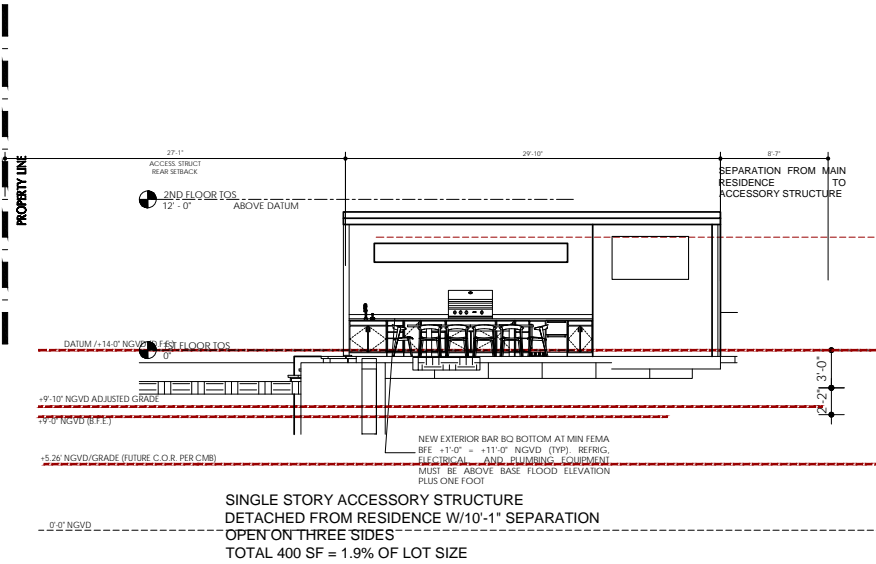 27'-1"
29'-10"
8'-7"
ACCESS. STRUCT
REAR SETBACK
PROPERTY LINE
SEPARATION FROM MAIN
RESIDENCE TO
ACCESSORY STRUCTURE
2ND FLOOR TOS
12' - 0" ABOVE DATUM
DATUM /+14-0" NGVD
1ST FLOOR TOS
0"
3'-0"
2'-2"
+9'-10" NGVD ADJUSTED GRADE
+9'-0" NGVD (B.F.E.)
NEW EXTERIOR BAR BQ BOTTOM AT MIN FEMA
BFE +1'-0" = +11'-0" NGVD (TYP). REFRIG,
ELECTRICAL AND PLUMBING EQUIPMENT
MUST BE ABOVE BASE FLOOD ELEVATION
PLUS ONE FOOT
+5.26' NGVD/GRADE (FUTURE C.O.R. PER CMB)
SINGLE STORY ACCESSORY STRUCTURE
DETACHED FROM RESIDENCE W/10'-1" SEPARATION
OPEN ON THREE SIDES
TOTAL 400 SF = 1.9% OF LOT SIZE
0'-0" NGVD